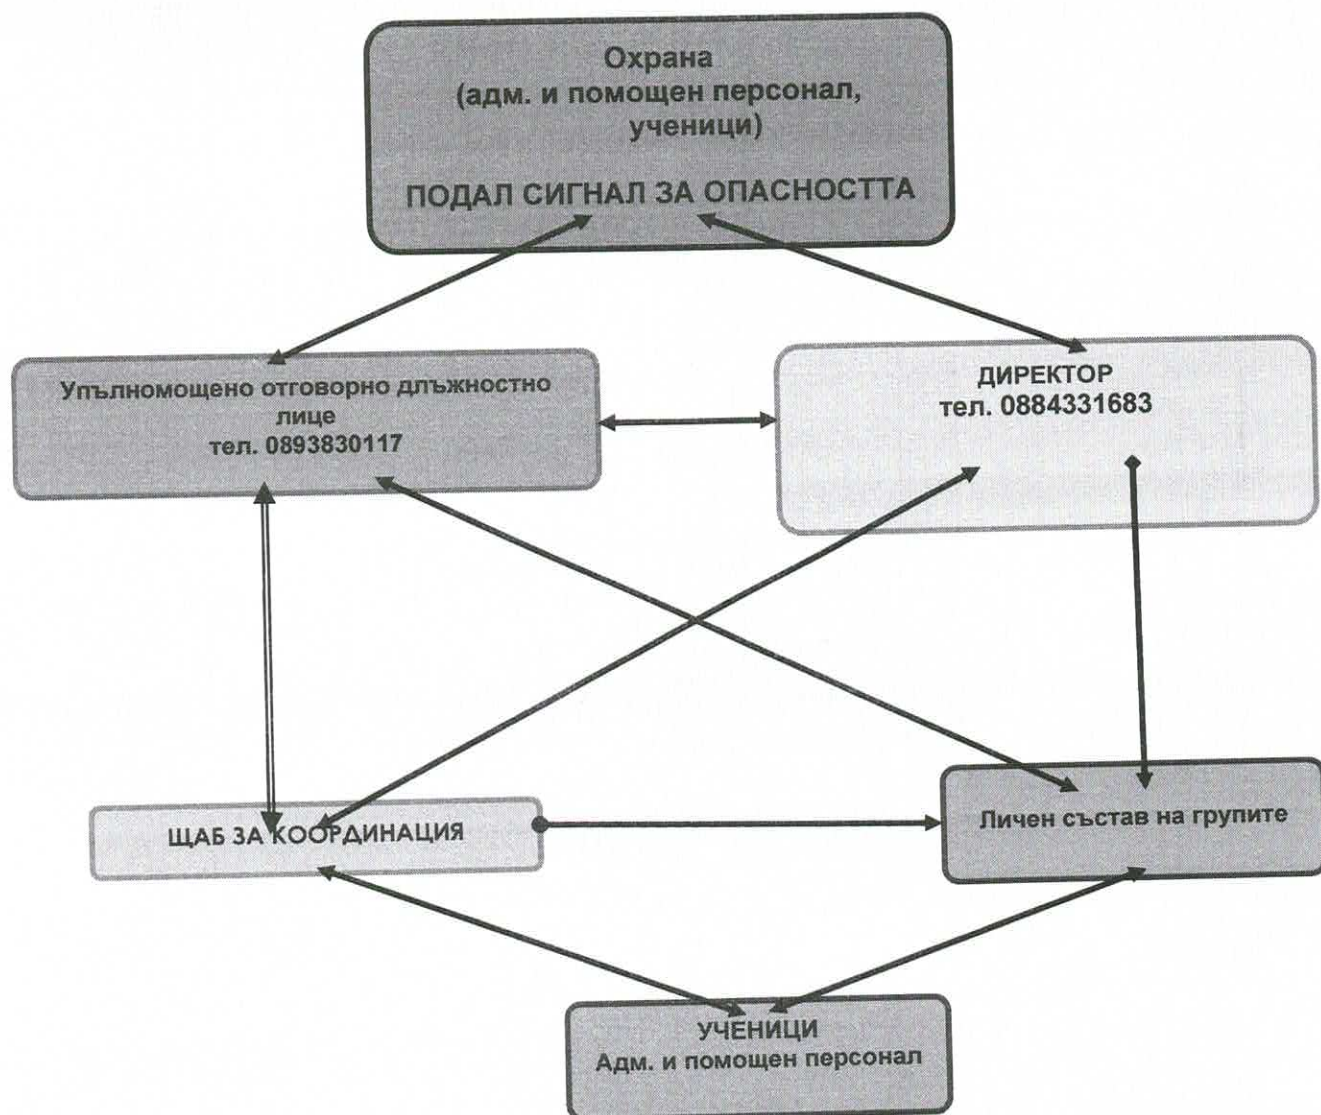 Охрана
(адм. и помощен персонал,
ученици)
ПОДАЛ СИГНАЛ ЗА ОПАСНОСТТА
Упълномощено отговорно длъжностно
лице
тел. 0893830117
ДИРЕКТОР
тел. 0884331683
ЩАБ ЗА КООРДИНАЦИЯ
Личен състав на групите
УЧЕНИЦИ
Адм. и помощен персонал